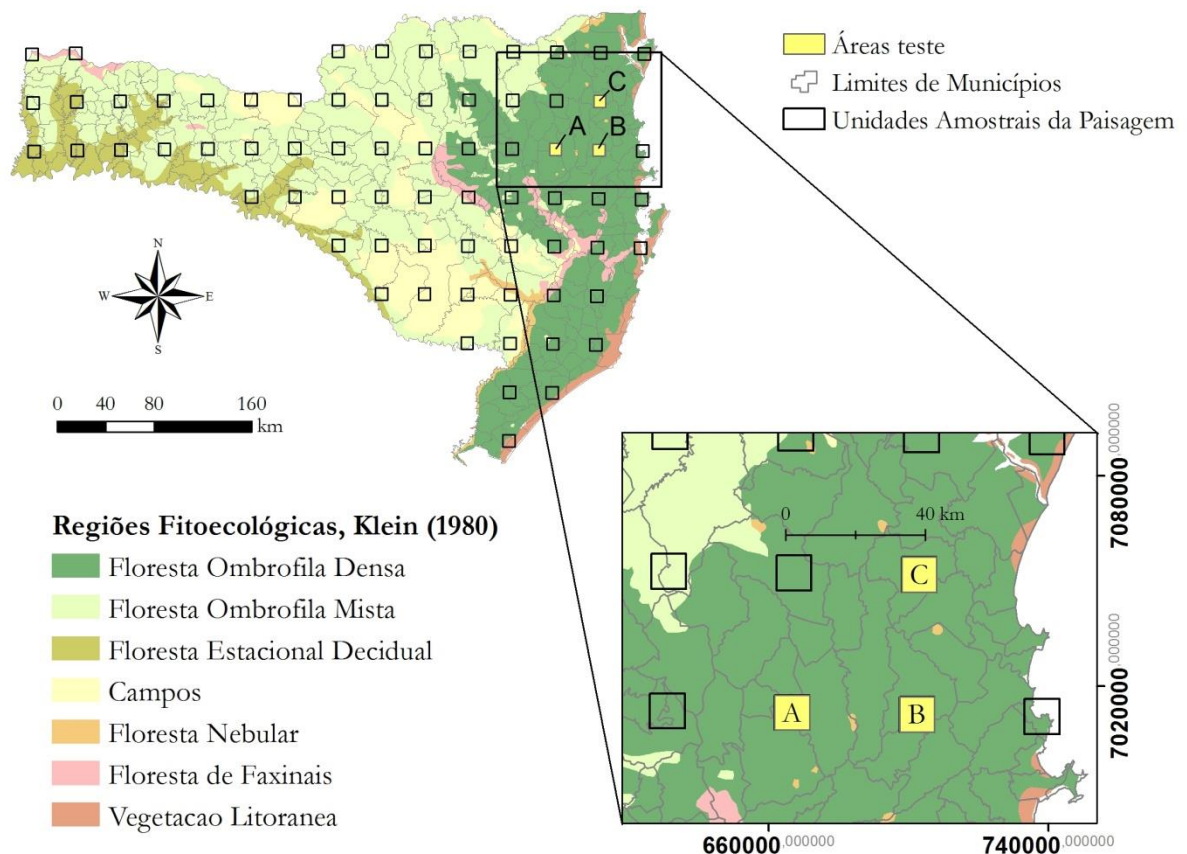 Áreas teste
Limites de Municípios
Unidades Amostrais da Paisagem
C
A
B
N
W
E
S
0 40 80 160
km
Regiões Fitoecológicas, Klein (1980)
Floresta Ombrofila Densa
Floresta Ombrofila Mista
Floresta Estacional Decidual
Campos
Floresta Nebular
Floresta de Faxinais
Vegetacao Litoranea
0 40 km
C
A
B
7080000,000000
7020000,000000
660000,000000
740000,000000